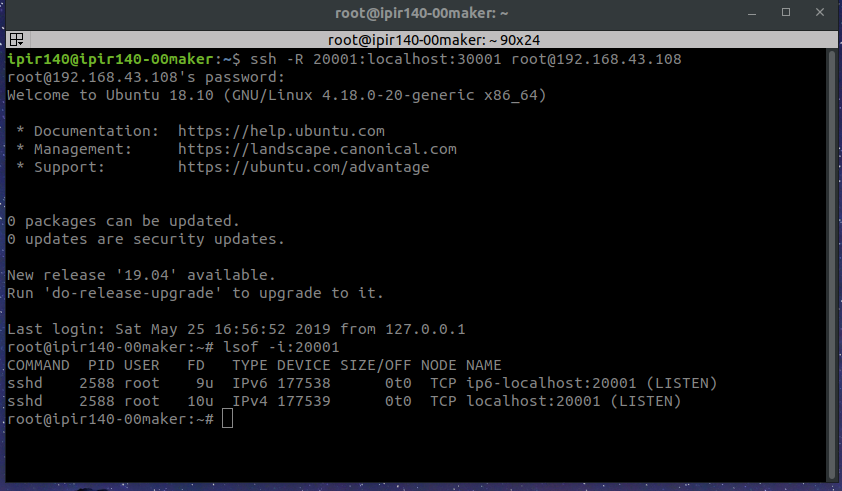 root@ipir140-00maker: ~
root@ipir140-00maker: ~ 90x24
ipir140@ipir140-00maker:~$ ssh -R 20001:localhost:30001 root@192.168.43.108
root@192.168.43.108's password:
Welcome to Ubuntu 18.10 (GNU/Linux 4.18.0-20-generic x86_64)
* Documentation:  https://help.ubuntu.com
* Management:     https://landscape.canonical.com
* Support:        https://ubuntu.com/advantage
0 packages can be updated.
0 updates are security updates.
New release '19.04' available.
Run 'do-release-upgrade' to upgrade to it.
Last login: Sat May 25 16:56:52 2019 from 127.0.0.1
root@ipir140-00maker:~# lsof -i:20001
COMMAND  PID USER   FD   TYPE DEVICE SIZE/OFF NODE NAME
sshd    2588 root    9u  IPv6 177538      0t0  TCP ip6-localhost:20001 (LISTEN)
sshd    2588 root   10u  IPv4 177539      0t0  TCP localhost:20001 (LISTEN)
root@ipir140-00maker:~#